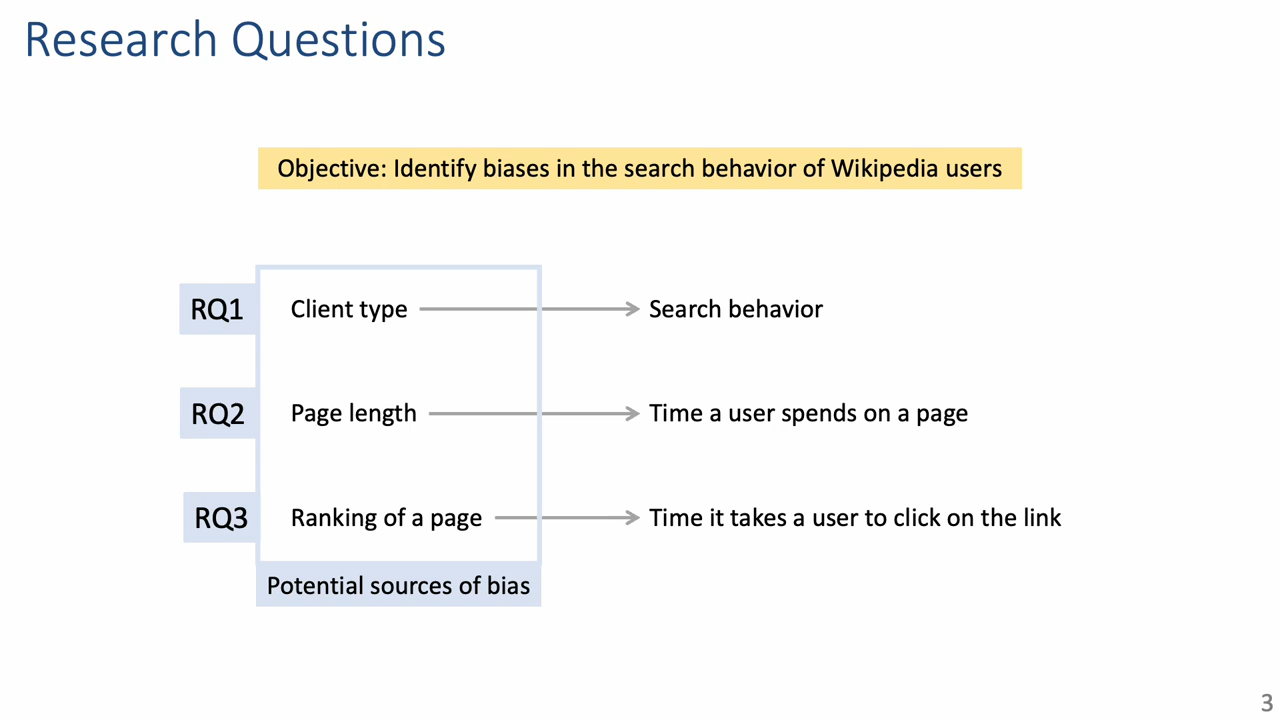 Research Questions
Objective: Identify biases in the search behavior of Wikipedia users
RQ1 Client type Search behavior
RQ2 Page length Time a user spends on a page
RQ3 Ranking of a page Time it takes a user to click on the link
Potential sources of bias
3